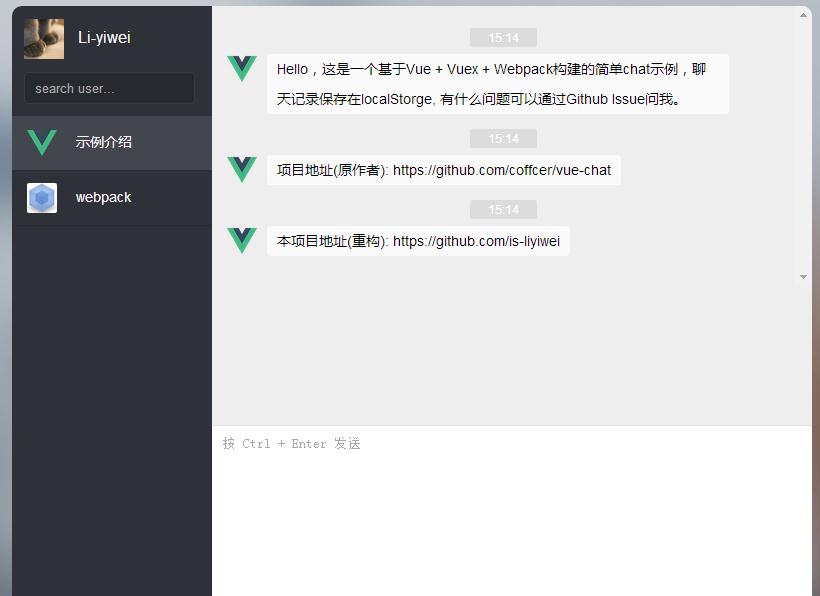 Li-yiwei
search user...
示例介绍
webpack
15:14
Hello，这是一个基于Vue + Vuex + Webpack构建的简单chat示例，聊
天记录保存在localStorge, 有什么问题可以通过Github Issue问我。
15:14
项目地址(原作者): https://github.com/coffcer/vue-chat
15:14
本项目地址(重构): https://github.com/is-liyiwei
按 Ctrl + Enter 发送